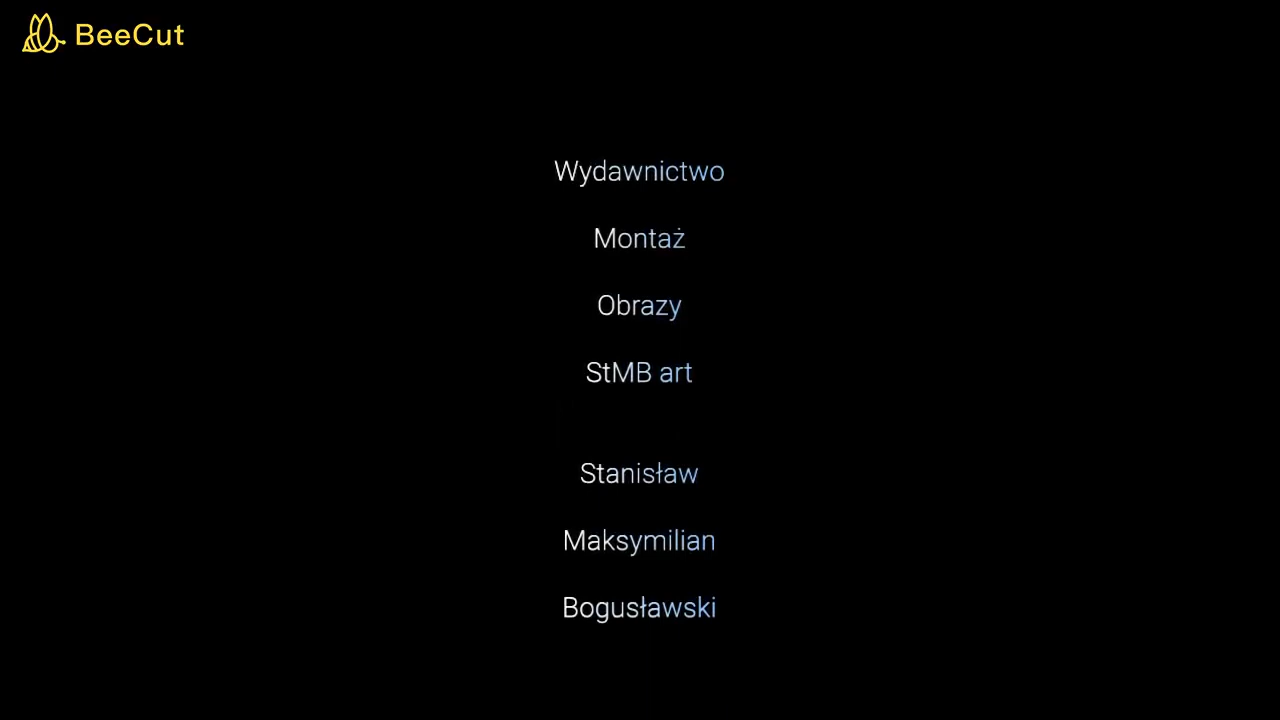 BeeCut
Wydawnictwo
Montaż
Obrazy
StMB art
Stanisław
Maksymilian
Bogusławski